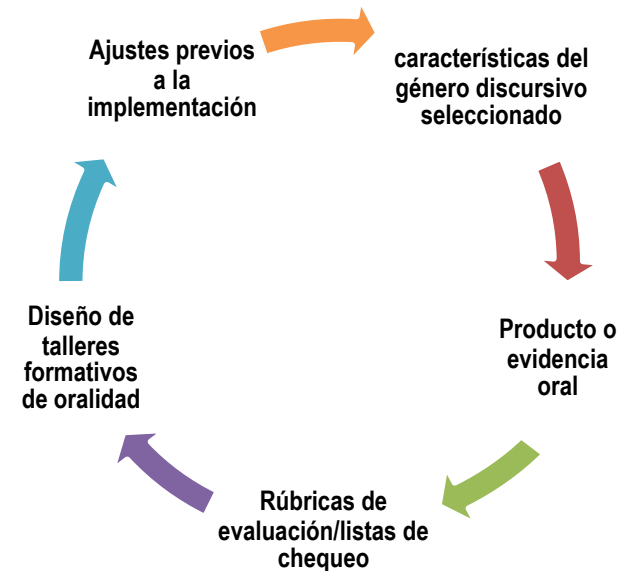 Ajustes previos
a la
implementación
características del
género discursivo
seleccionado
Producto o
evidencia
oral
Rúbricas de
evaluación/listas de
chequeo
Diseño de
talleres
formativos
de oralidad